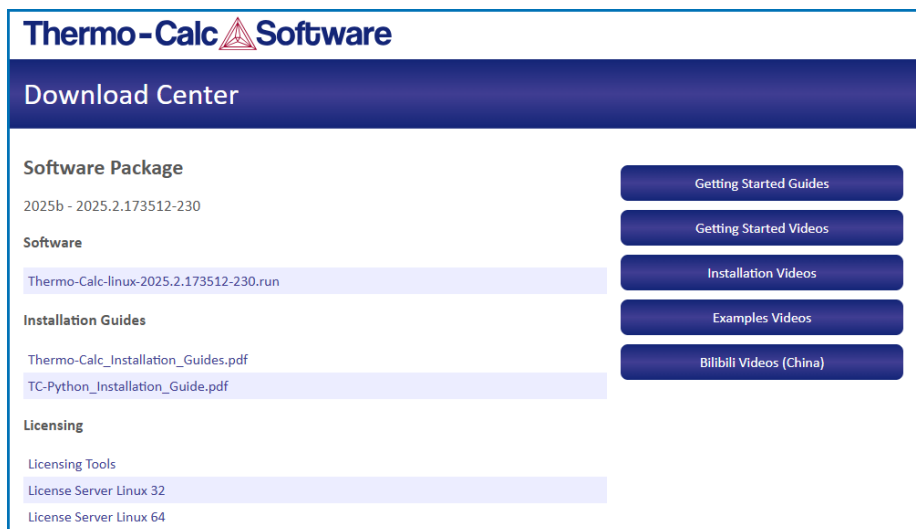 Thermo-Calc Software
Download Center
Software Package
2025b - 2025.2.173512-230
Software
Thermo-Calc-linux-2025.2.173512-230.run
Installation Guides
Thermo-Calc_Installation_Guides.pdf
TC-Python_Installation_Guide.pdf
Licensing
Licensing Tools
License Server Linux 32
License Server Linux 64
Getting Started Guides
Getting Started Videos
Installation Videos
Examples Videos
Bilibili Videos (China)